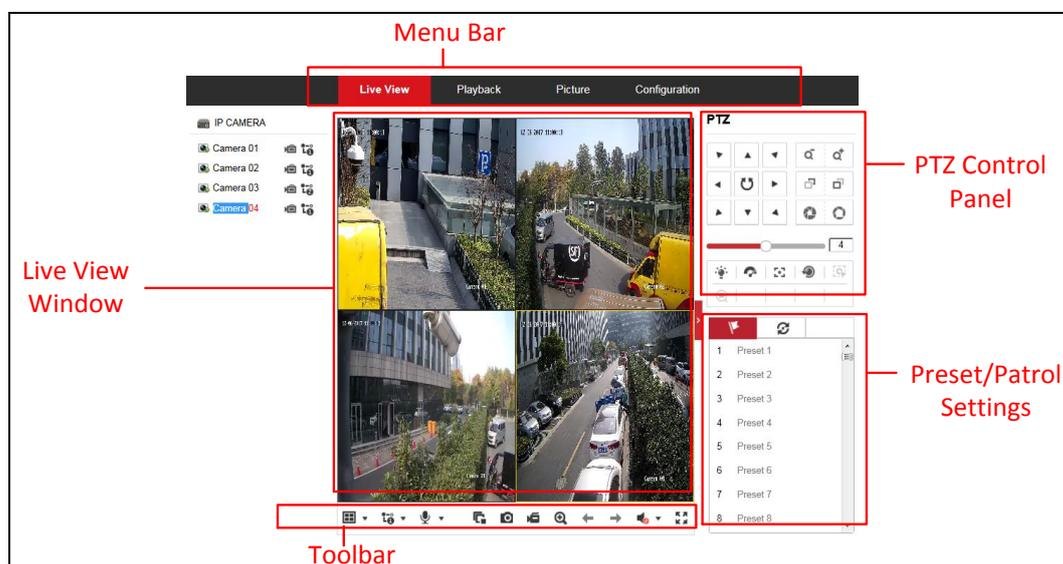 Menu Bar
Live View Playback Picture Configuration
IP CAMERA
Camera 01
Camera 02
Camera 03
Camera 04
Live View
Window
P
SF
PTZ
4
PTZ Control
Panel
1 Preset 1
2 Preset 2
3 Preset 3
4 Preset 4
5 Preset 5
6 Preset 6
7 Preset 7
8 Preset 8
Preset/Patrol
Settings
Toolbar